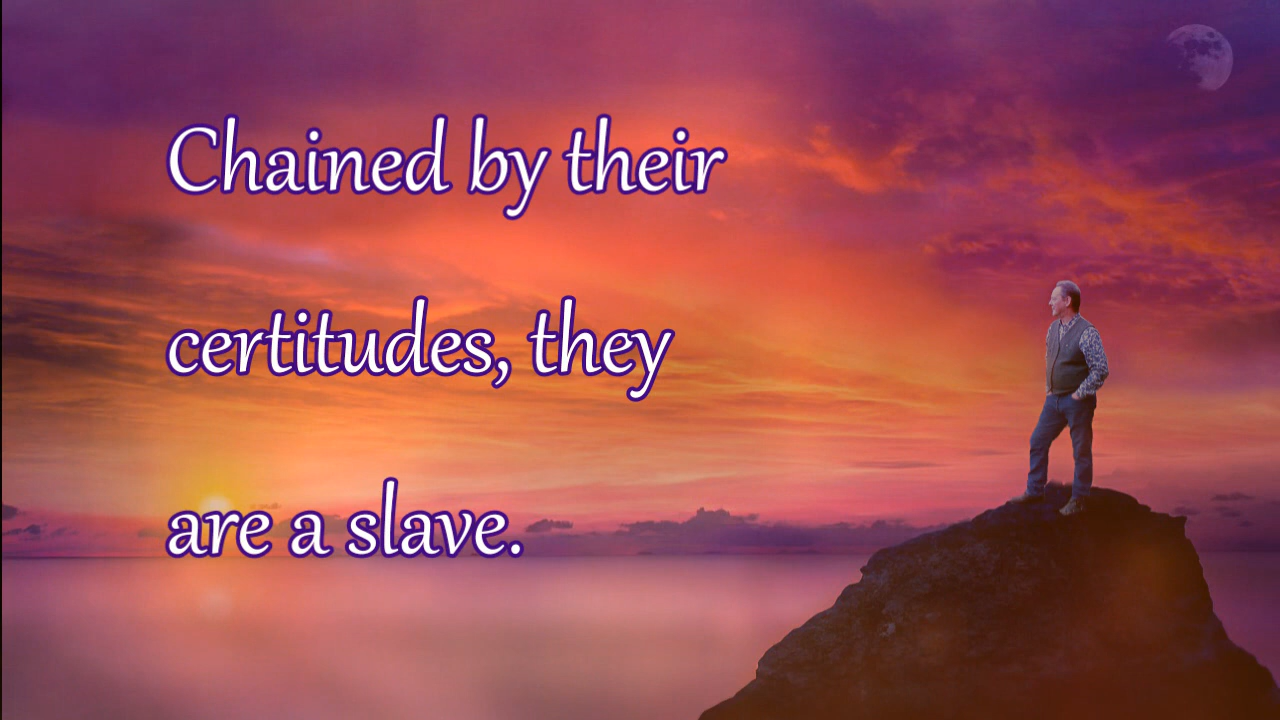 Chained by their
certitudes, they
are a slave.